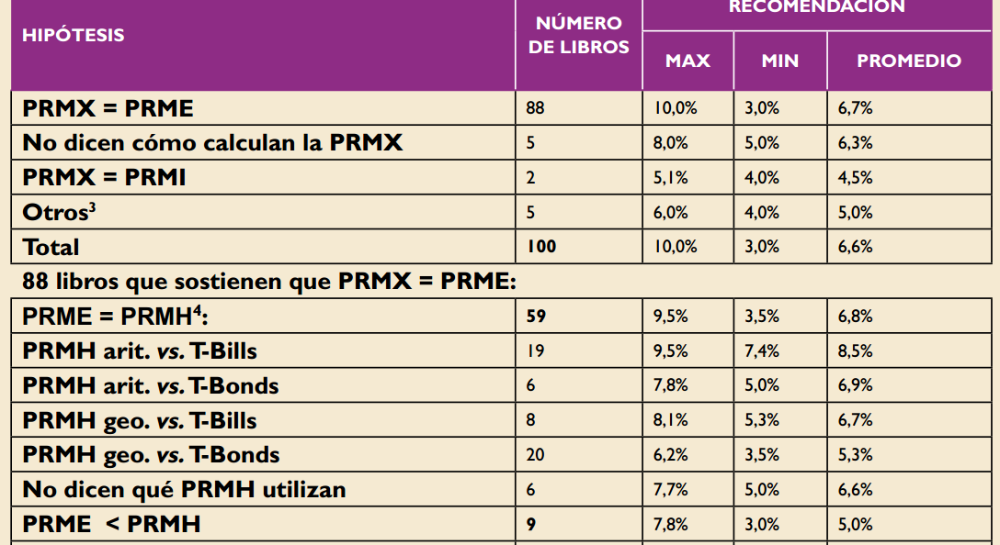 RECOMENDACIÓN
HIPÓTESIS NÚMERO DE LIBROS MAX MIN PROMEDIO
PRMX = PRME 88 10,0% 3,0% 6,7%
No dicen cómo calculan la PRMX 5 8,0% 5,0% 6,3%
PRMX = PRMI 2 5,1% 4,0% 4,5%
Otros³ 5 6,0% 4,0% 5,0%
Total 100 10,0% 3,0% 6,6%
88 libros que sostienen que PRMX = PRME:
PRME = PRMH⁴: 59 9,5% 3,5% 6,8%
PRMH arit. vs. T-Bills 19 9,5% 7,4% 8,5%
PRMH arit. vs. T-Bonds 6 7,8% 5,0% 6,9%
PRMH geo. vs. T-Bills 8 8,1% 5,3% 6,7%
PRMH geo. vs. T-Bonds 20 6,2% 3,5% 5,3%
No dicen qué PRMH utilizan 6 7,7% 5,0% 6,6%
PRME < PRMH 9 7,8% 3,0% 5,0%